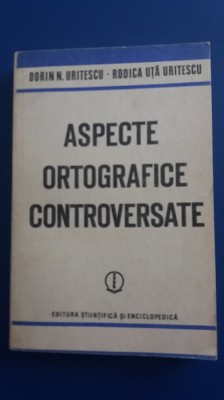 DORIN N. URITESCU • RODICA UȚĂ URITESCU
ASPECTE
ORTOGRAFICE
CONTROVERSATE
EDITURA ȘTIINȚIFICĂ ȘI ENCICLOPEDICĂ